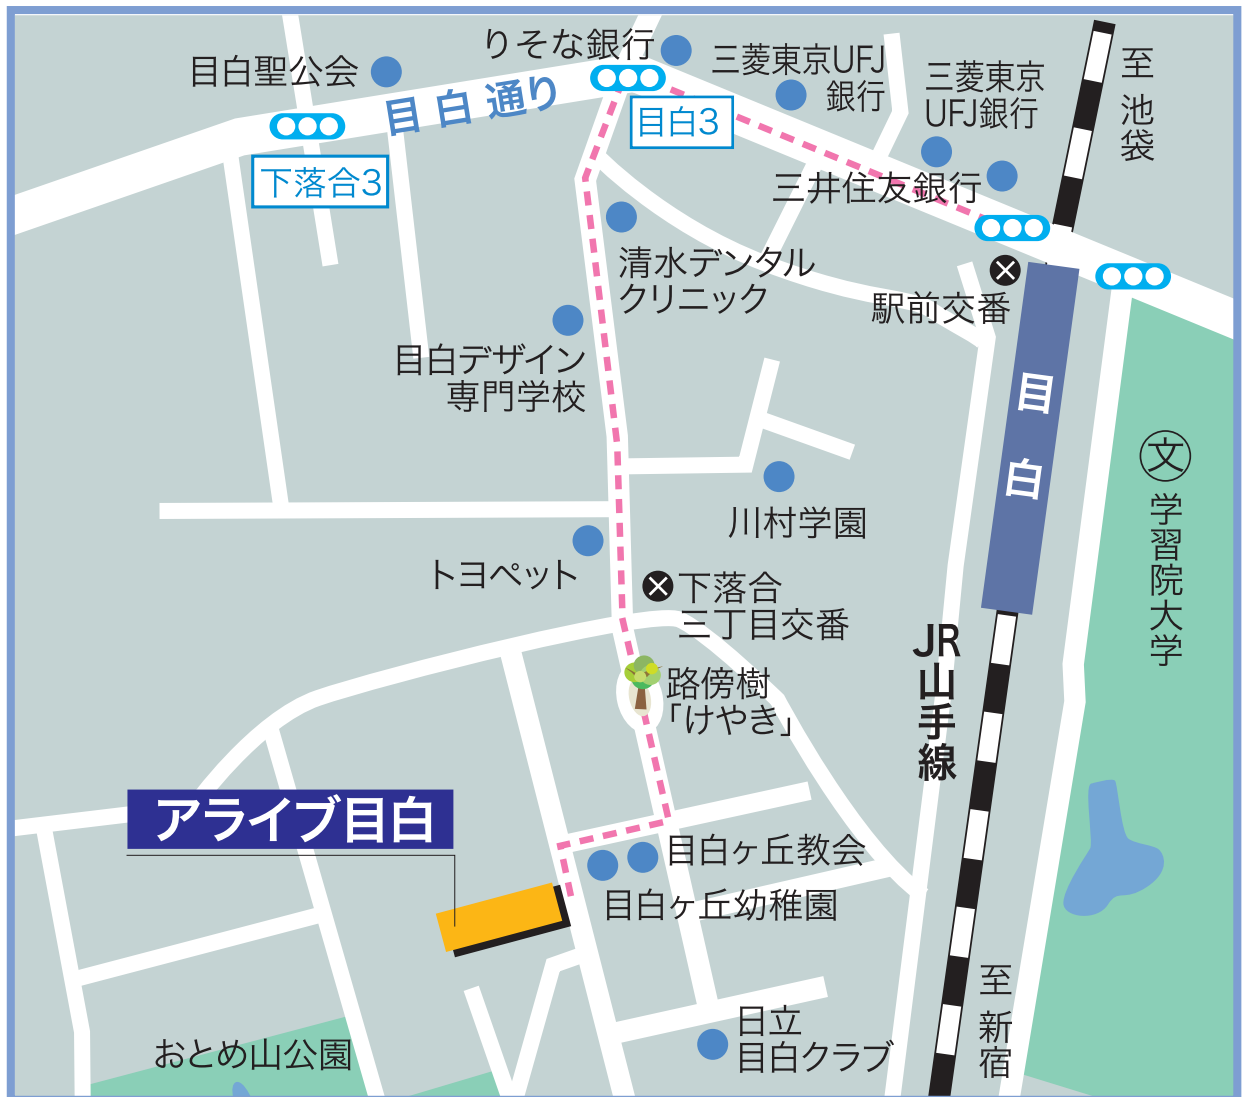 りそな銀行
目白聖公会
目白通り
三菱東京UFJ
銀行
三菱東京
UFJ銀行
至 池袋
目白3
下落合3
三井住友銀行
清水デンタル
クリニック
駅前交番
目白デザイン
専門学校
目白
文
学習院大学
川村学園
トヨペット
下落合
三丁目交番
JR山手線
路傍樹
「けやき」
アライブ目白
目白ヶ丘教会
目白ヶ丘幼稚園
至 新宿
日立
目白クラブ
おとめ山公園